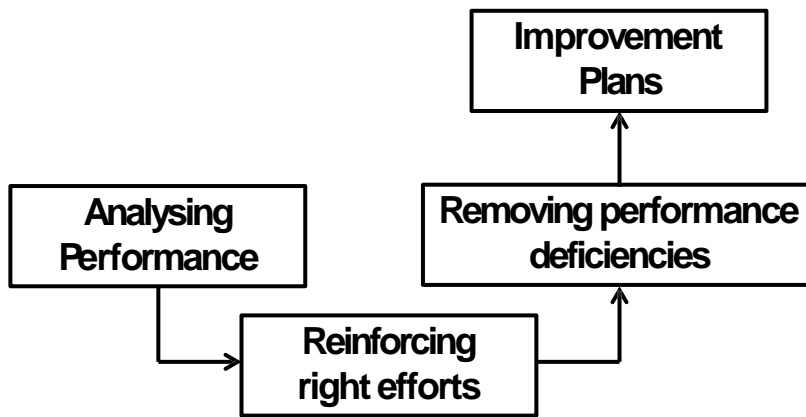 Improvement
Plans
Analysing
Performance
Removing performance
deficiencies
Reinforcing
right efforts